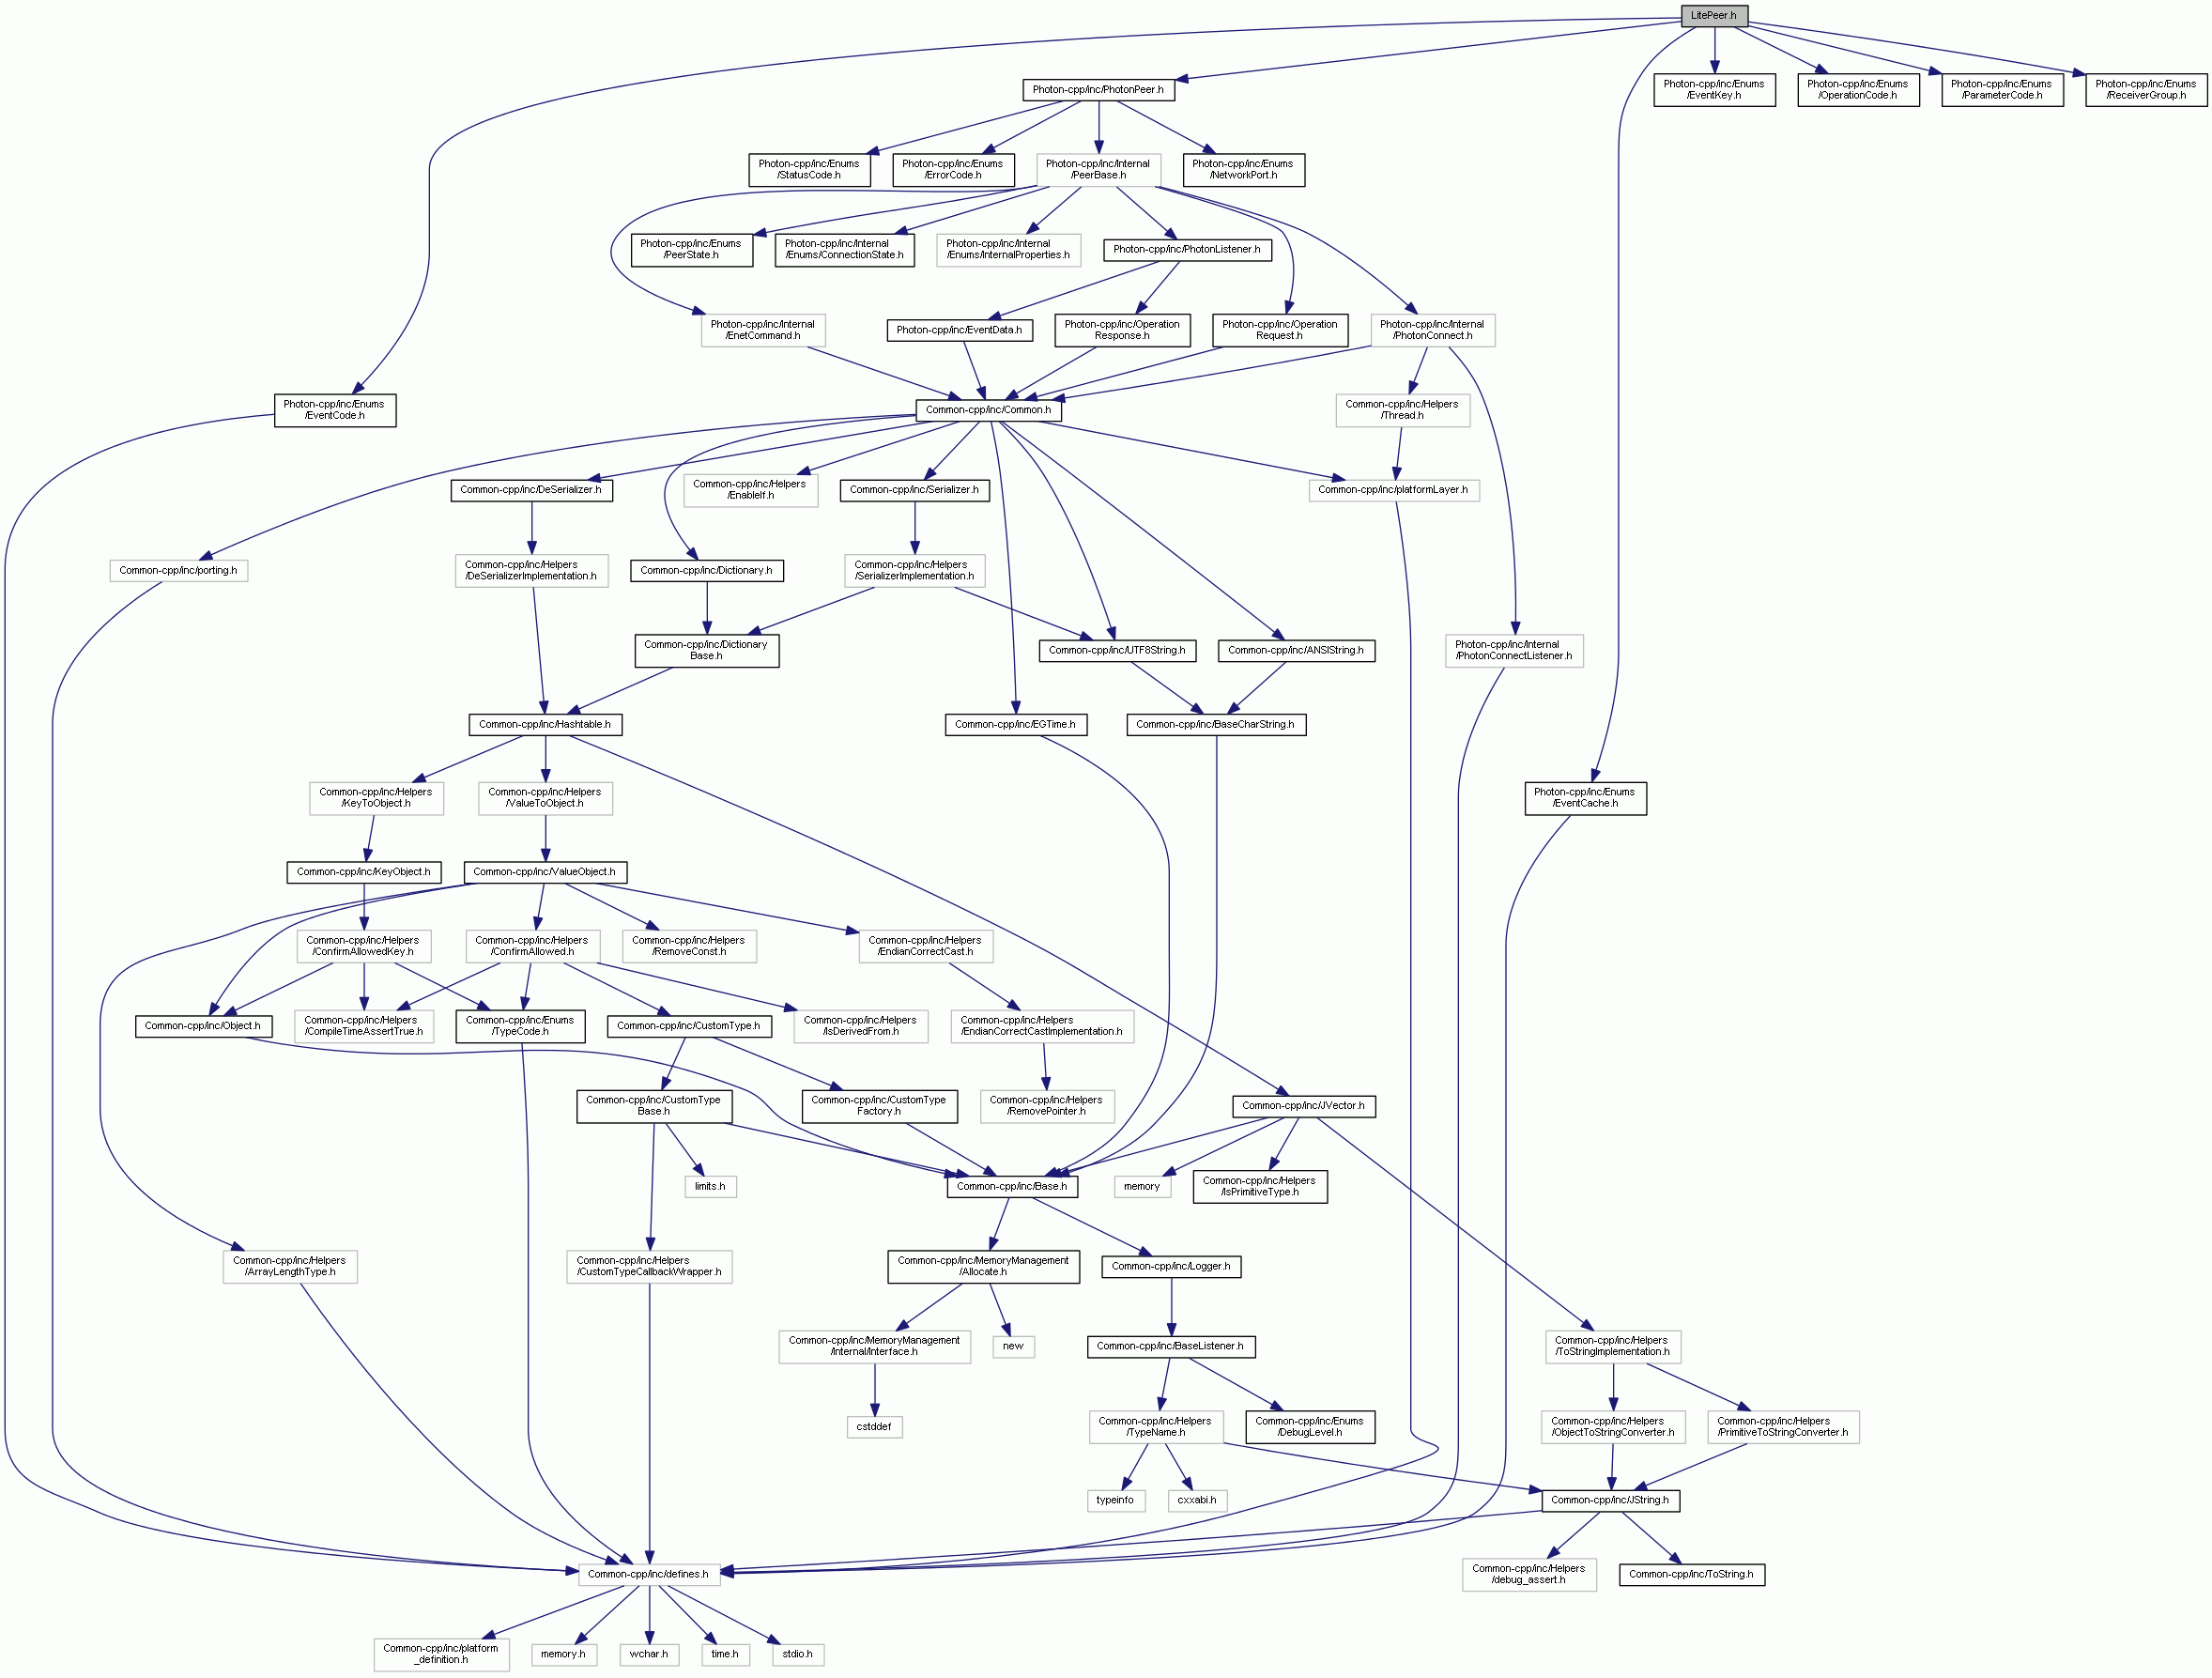 LitePeer.h
Photon-cpp/inc/PhotonPeer.h
Photon-cpp/inc/Enums
/EventKey.h
Photon-cpp/inc/Enums
/OperationCode.h
Photon-cpp/inc/Enums
/ParameterCode.h
Photon-cpp/inc/Enums
/ReceiverGroup.h
Photon-cpp/inc/Enums
/StatusCode.h
Photon-cpp/inc/Enums
/ErrorCode.h
Photon-cpp/inc/Internal
/PeerBase.h
Photon-cpp/inc/Enums
/NetworkPort.h
Photon-cpp/inc/Enums
/PeerState.h
Photon-cpp/inc/Internal
/Enums/ConnectionState.h
Photon-cpp/inc/Internal
/Enums/InternalProperties.h
Photon-cpp/inc/PhotonListener.h
Photon-cpp/inc/Internal
/EnetCommand.h
Photon-cpp/inc/EventData.h
Photon-cpp/inc/Operation
Response.h
Photon-cpp/inc/Operation
Request.h
Photon-cpp/inc/Internal
/PhotonConnect.h
Photon-cpp/inc/Enums
/EventCode.h
Common-cpp/inc/Common.h
Common-cpp/inc/Helpers
/Thread.h
Common-cpp/inc/DeSerializer.h
Common-cpp/inc/Helpers
/EnableIf.h
Common-cpp/inc/Serializer.h
Common-cpp/inc/platformLayer.h
Common-cpp/inc/porting.h
Common-cpp/inc/Helpers
/DeSerializerImplementation.h
Common-cpp/inc/Dictionary.h
Common-cpp/inc/Helpers
/SerializerImplementation.h
Common-cpp/inc/Dictionary
Base.h
Common-cpp/inc/UTF8String.h
Common-cpp/inc/ANSIString.h
Photon-cpp/inc/Internal
/PhotonConnectListener.h
Common-cpp/inc/Hashtable.h
Common-cpp/inc/EGTime.h
Common-cpp/inc/BaseCharString.h
Common-cpp/inc/Helpers
/KeyToObject.h
Common-cpp/inc/Helpers
/ValueToObject.h
Photon-cpp/inc/Enums
/EventCache.h
Common-cpp/inc/KeyObject.h
Common-cpp/inc/ValueObject.h
Common-cpp/inc/Helpers
/ConfirmAllowedKey.h
Common-cpp/inc/Helpers
/ConfirmAllowed.h
Common-cpp/inc/Helpers
/RemoveConst.h
Common-cpp/inc/Helpers
/EndianCorrectCast.h
Common-cpp/inc/Object.h
Common-cpp/inc/Helpers
/CompileTimeAssertTrue.h
Common-cpp/inc/Enums
/TypeCode.h
Common-cpp/inc/CustomType.h
Common-cpp/inc/Helpers
/IsDerivedFrom.h
Common-cpp/inc/Helpers
/EndianCorrectCastImplementation.h
Common-cpp/inc/CustomType
Base.h
Common-cpp/inc/CustomType
Factory.h
Common-cpp/inc/Helpers
/RemovePointer.h
Common-cpp/inc/JVector.h
limits.h
Common-cpp/inc/Base.h
memory
Common-cpp/inc/Helpers
/IsPrimitiveType.h
Common-cpp/inc/Helpers
/ArrayLengthType.h
Common-cpp/inc/Helpers
/CustomTypeCallbackWrapper.h
Common-cpp/inc/MemoryManagement
/Allocate.h
Common-cpp/inc/Logger.h
Common-cpp/inc/MemoryManagement
/Internal/Interface.h
new
Common-cpp/inc/BaseListener.h
Common-cpp/inc/Helpers
/ToStringImplementation.h
cstddef
Common-cpp/inc/Helpers
/TypeName.h
Common-cpp/inc/Enums
/DebugLevel.h
Common-cpp/inc/Helpers
/ObjectToStringConverter.h
Common-cpp/inc/Helpers
/PrimitiveToStringConverter.h
typeinfo
cxxabi.h
Common-cpp/inc/JString.h
Common-cpp/inc/defines.h
Common-cpp/inc/Helpers
/debug_assert.h
Common-cpp/inc/ToString.h
Common-cpp/inc/platform
_definition.h
memory.h
wchar.h
time.h
stdio.h